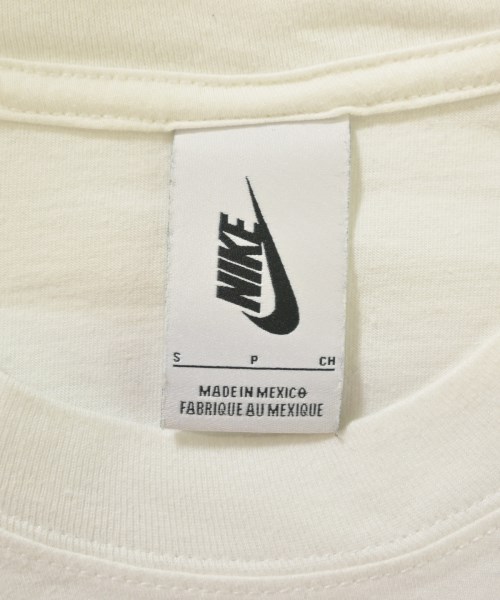 NIKE
S P CH
MADE IN MEXICO
FABRIQUE AU MEXIQUE